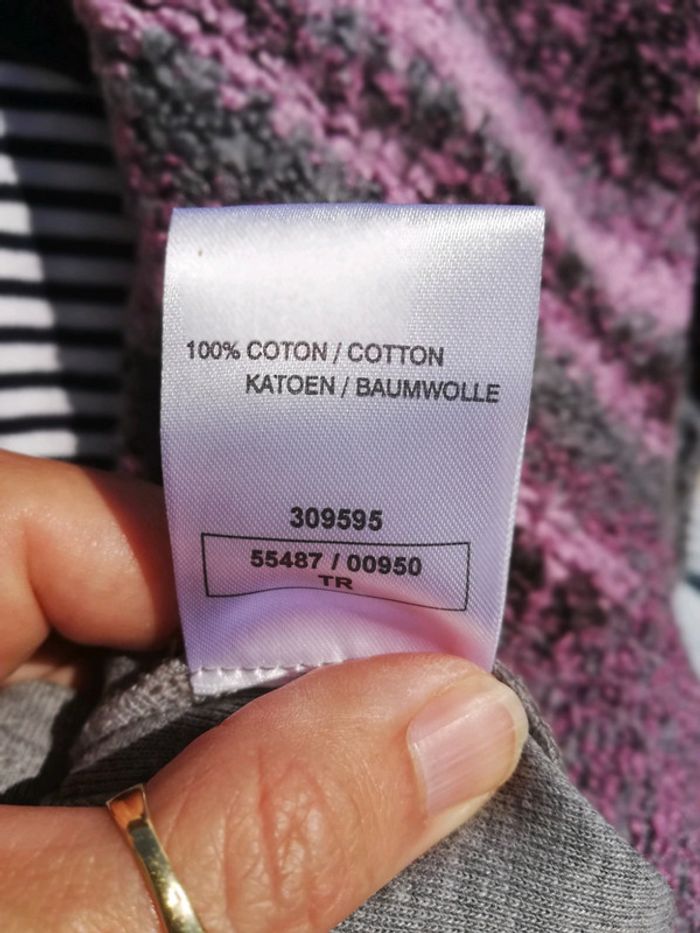 100% COTON / COTTON
KATOEN / BAUMWOLLE
309595
55487 / 00950
TR